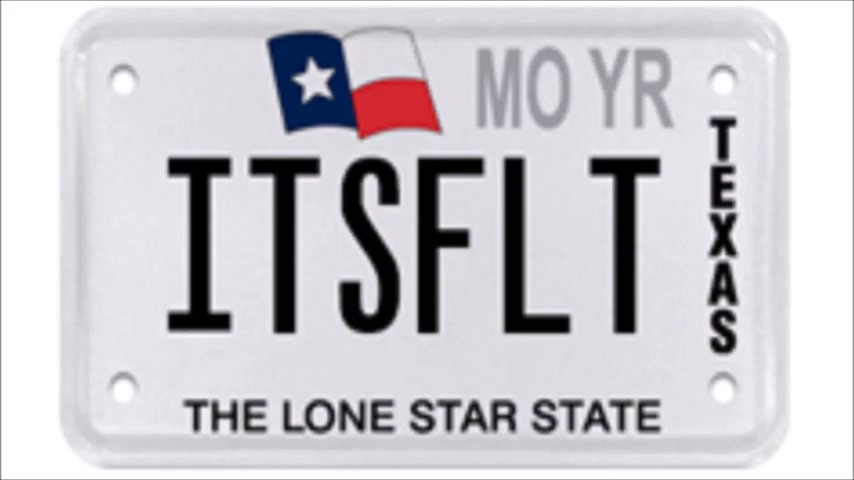 MO YR
ITSFLT
TEXAS
THE LONE STAR STATE